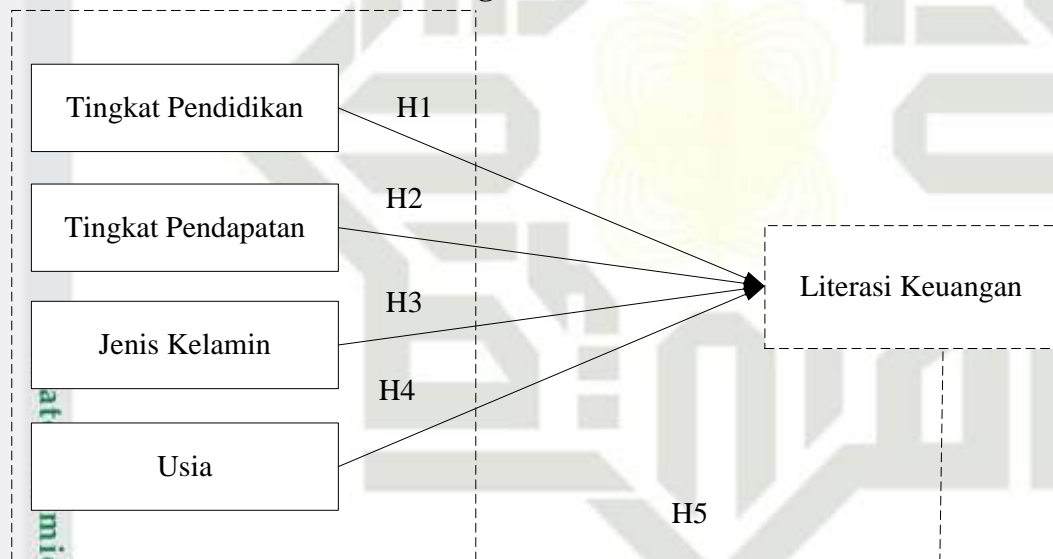 Tingkat Pendidikan
H1
Tingkat Pendapatan
H2
Literasi Keuangan
Jenis Kelamin
H3
H4
Usia
H5